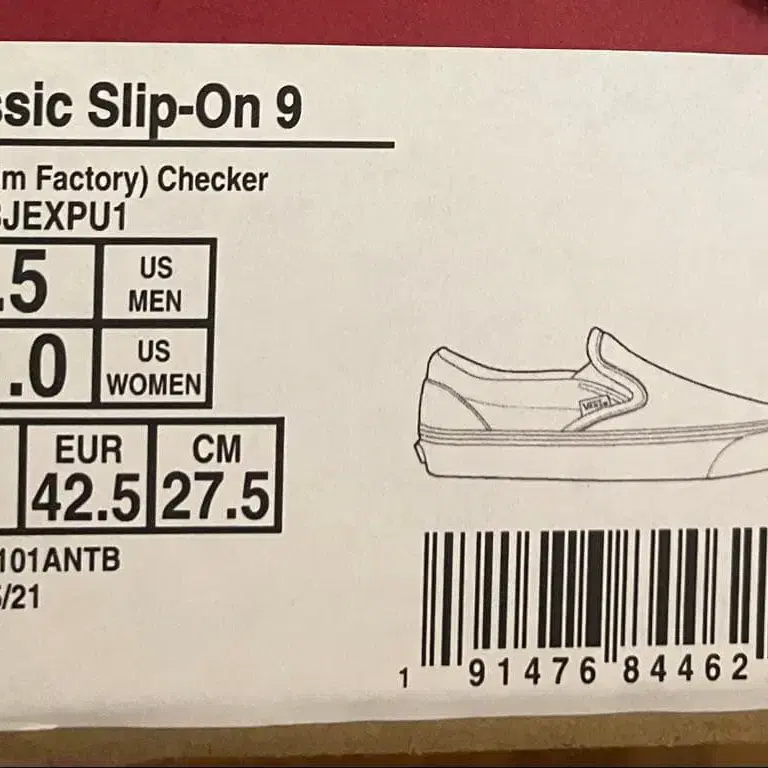 ssic Slip-On 9
m Factory) Checker
JEXPU1
.5 US MEN
.0 US WOMEN
EUR 42.5 CM 27.5
101ANTB
/21
VANS
1 91476 84462